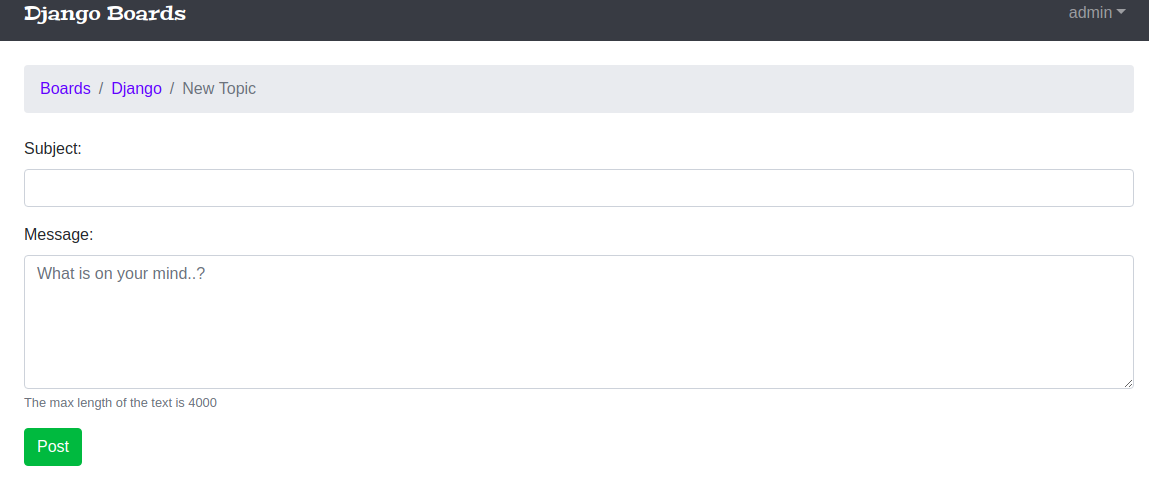 Django Boards admin
Boards / Django / New Topic
Subject:
Message:
What is on your mind..?
The max length of the text is 4000
Post